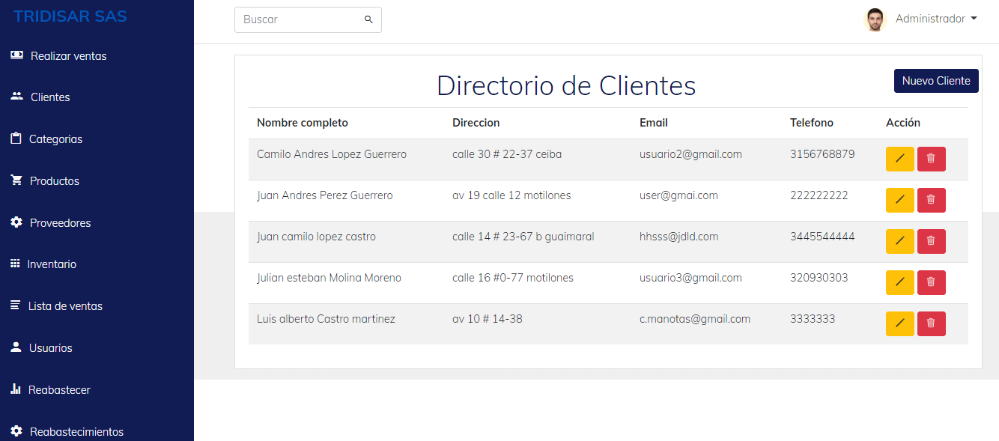 TRIDISAR SAS
Buscar
Administrador
Realizar ventas
Clientes
Categorias
Productos
Proveedores
Inventario
Lista de ventas
Usuarios
Reabastecer
Reabastecimientos
Directorio de Clientes
Nuevo Cliente
Nombre completo Direccion Email Telefono Acción
Camilo Andres Lopez Guerrero calle 30 # 22-37 ceiba usuario2@gmail.com 3156768879
Juan Andres Perez Guerrero av 19 calle 12 motilones user@gmai.com 222222222
Juan camilo lopez castro calle 14 # 23-67 b guaimaral hhsss@jdld.com 3445544444
Julian esteban Molina Moreno calle 16 #0-77 motilones usuario3@gmail.com 320930303
Luis alberto Castro martinez av 10 # 14-38 c.manotas@gmail.com 3333333